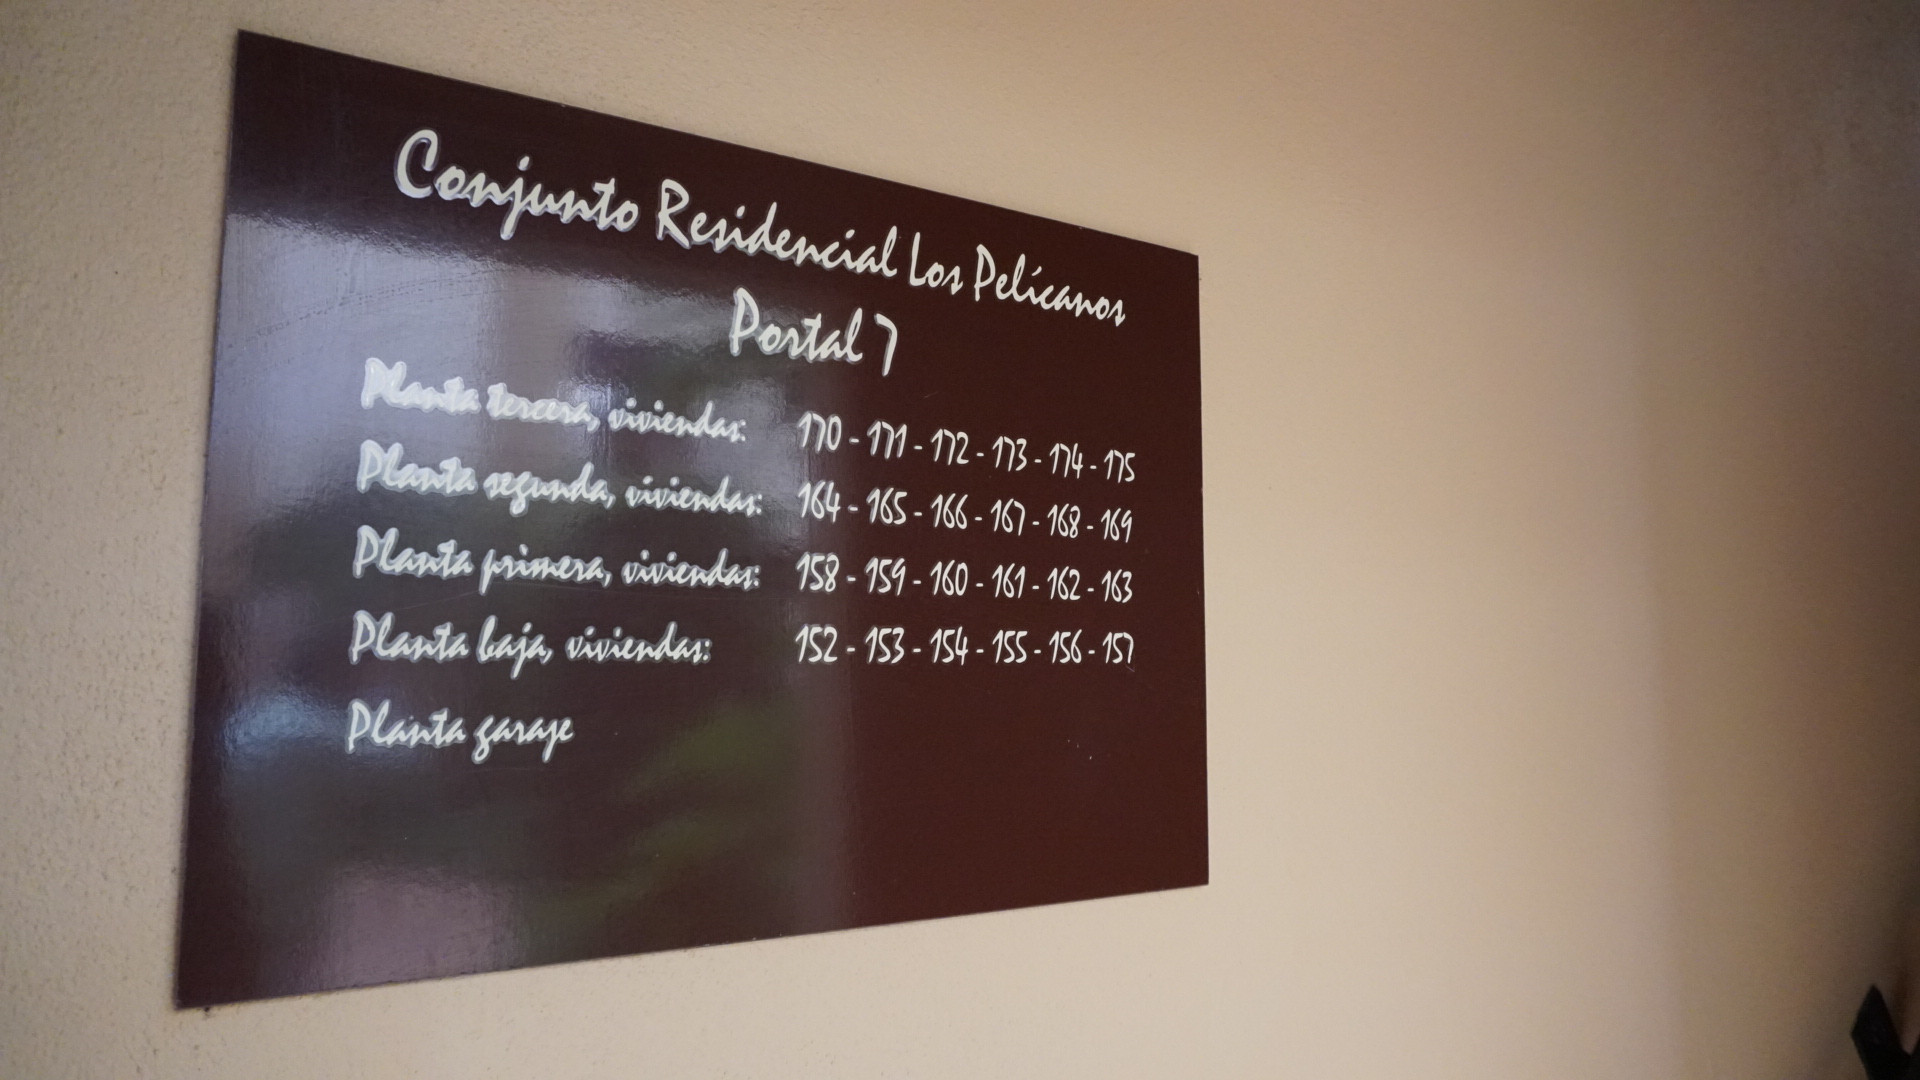 Conjunto Residencial Los Pelícanos
Portal 7
Planta tercera, viviendas: 170 - 171 - 172 - 173 - 174 - 175
Planta segunda, viviendas: 164 - 165 - 166 - 167 - 168 - 169
Planta primera, viviendas: 158 - 159 - 160 - 161 - 162 - 163
Planta baja, viviendas: 152 - 153 - 154 - 155 - 156 - 157
Planta garaje